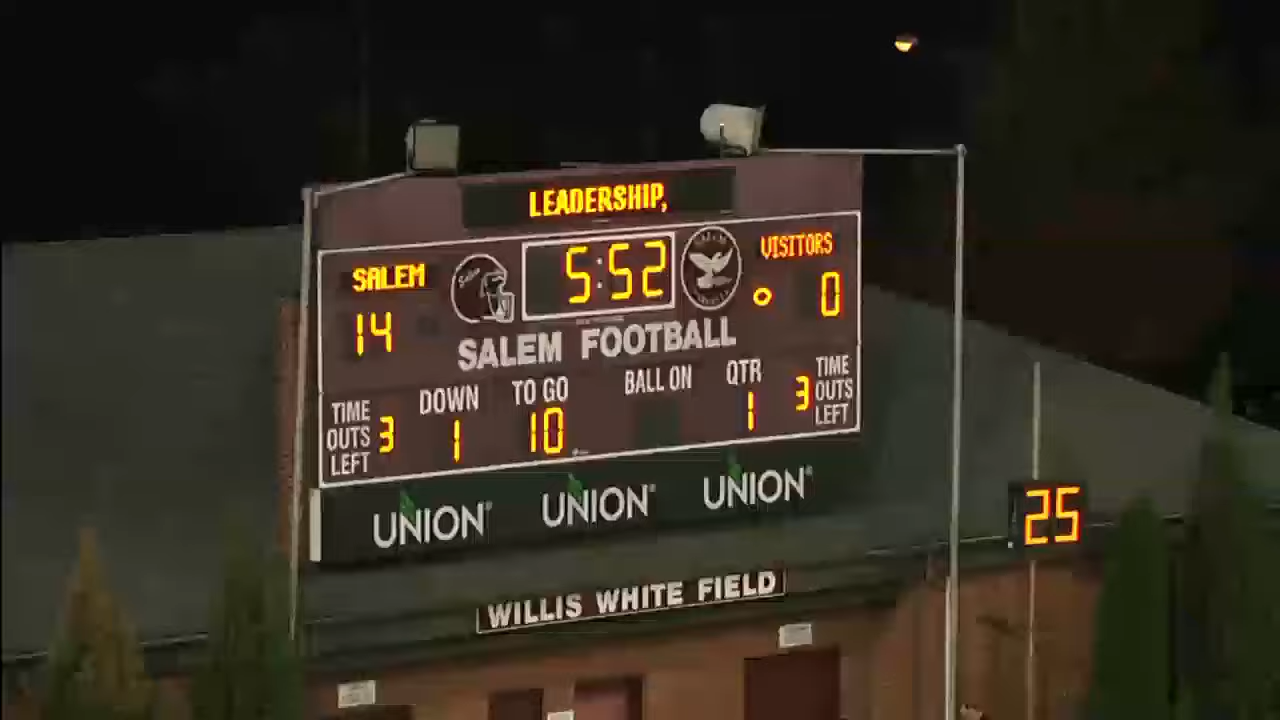 LEADERSHIP,
SALEM
5:52
VISITORS
14
0
SALEM FOOTBALL
DOWN
TO GO
BALL ON
QTR
TIME OUTS LEFT
3
1
10
1
3
TIME OUTS LEFT
UNION® UNION® UNION®
25
WILLIS WHITE FIELD